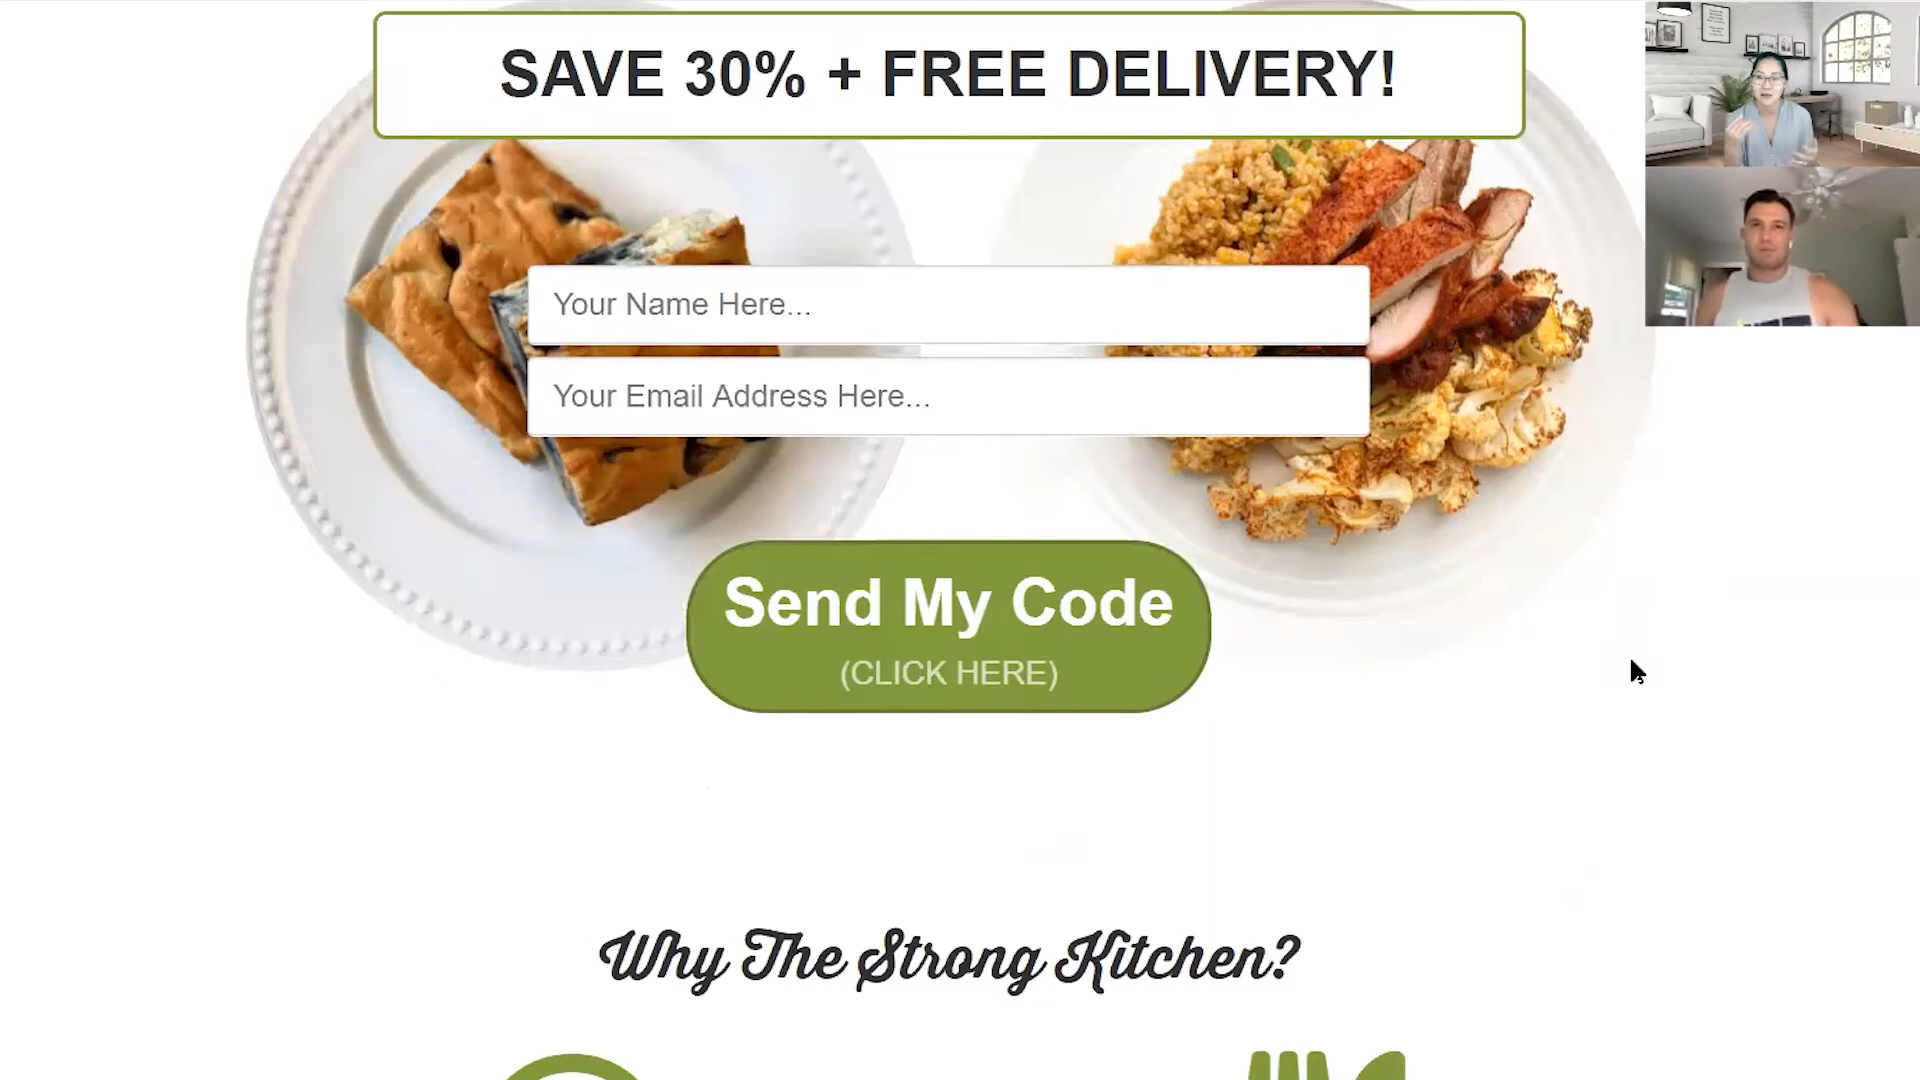 SAVE 30% + FREE DELIVERY!
Your Name Here...
Your Email Address Here...
Send My Code
(CLICK HERE)
Why The Strong Kitchen?